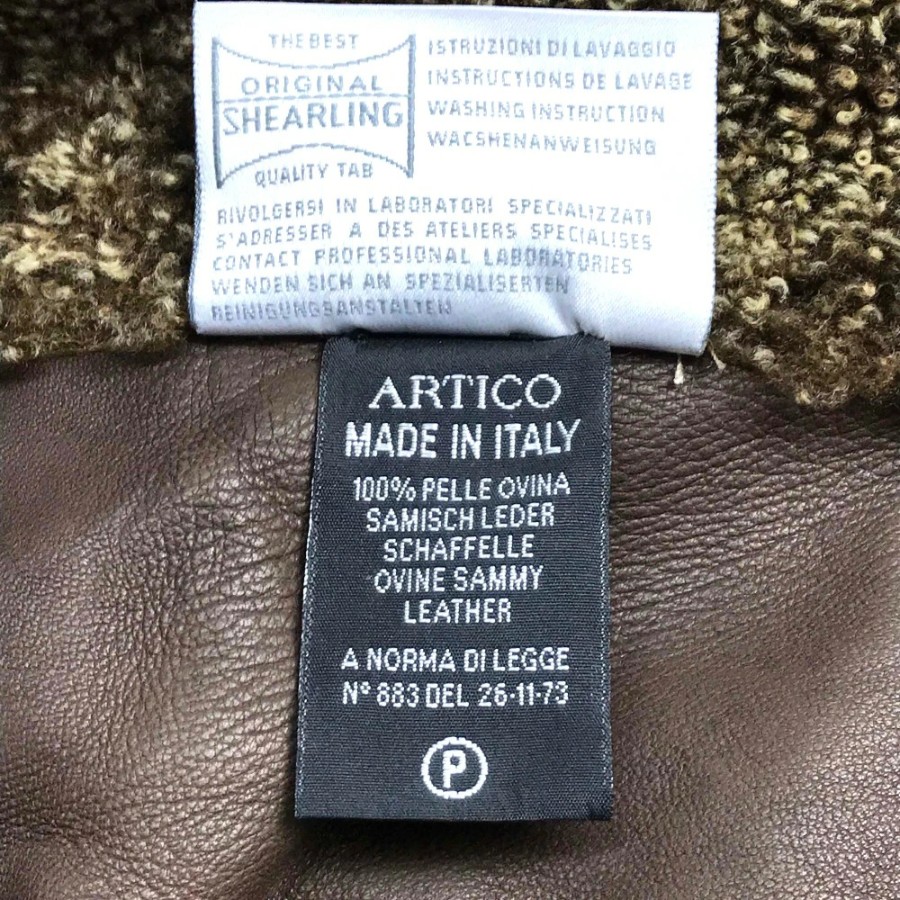 THE BEST
ORIGINAL
SHEARLING
QUALITY TAB
ISTRUZIONI DI LAVAGGIO
INSTRUCTIONS DE LAVAGE
WASHING INSTRUCTION
WACSHENANWEISUNG
RIVOLGERSI IN LABORATORI SPECIALIZZATI
S'ADRESSER A DES ATELIERS SPECIALISES
CONTACT PROFESSIONAL LABORATORIES
WENDEN SICH AN SPEZIALISERTEN
REINIGUNGSANSTALTEN
ARTICO
MADE IN ITALY
100% PELLE OVINA
SAMISCH LEDER
SCHAFFELLE
OVINE SAMMY
LEATHER
A NORMA DI LEGGE
Nº 883 DEL 26-11-73
P